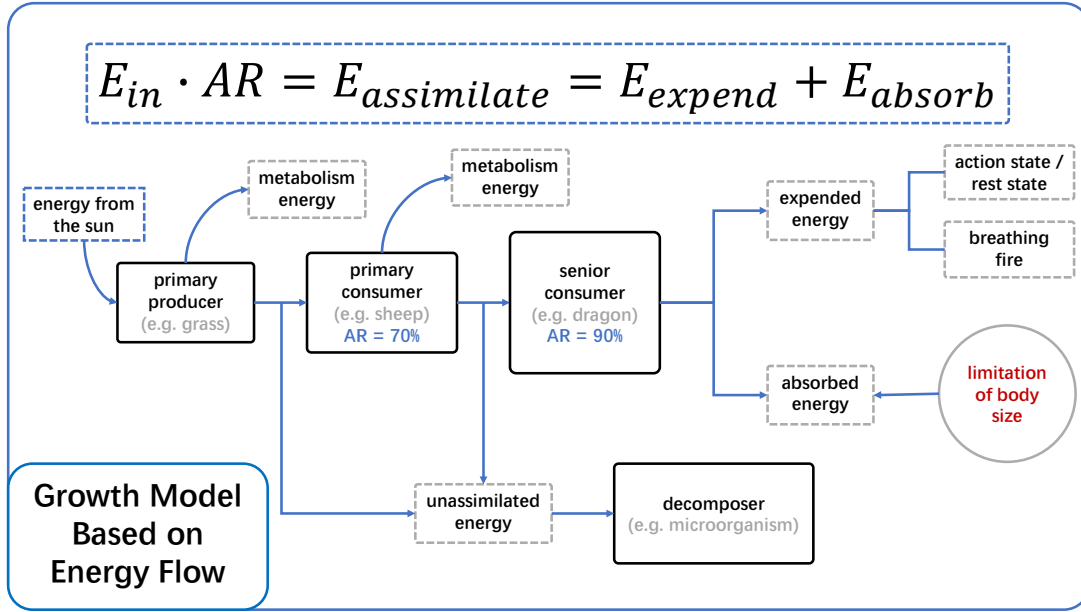 E_in · AR = E_assimilate = E_expend + E_absorb
metabolism
energy
metabolism
energy
action state /
rest state
energy from
the sun
expended
energy
breathing
fire
primary
producer
(e.g. grass)
primary
consumer
(e.g. sheep)
AR = 70%
senior
consumer
(e.g. dragon)
AR = 90%
absorbed
energy
limitation
of body
size
unassimilated
energy
decomposer
(e.g. microorganism)
Growth Model
Based on
Energy Flow